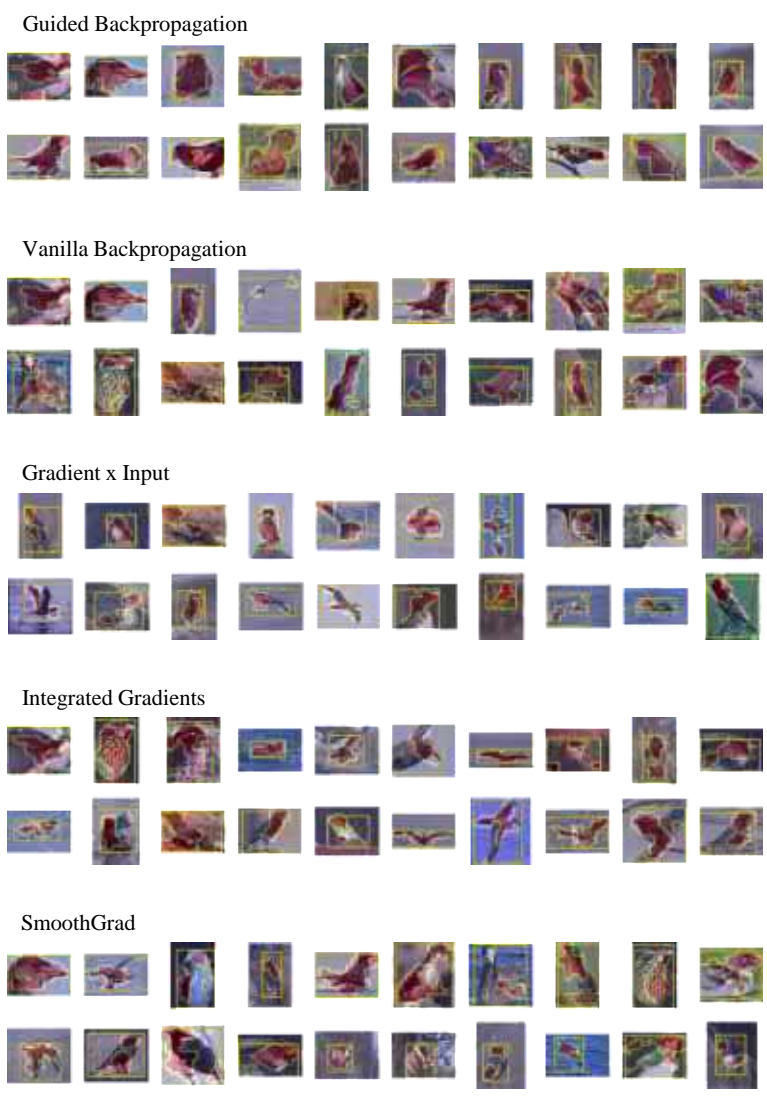 Guided Backpropagation
Vanilla Backpropagation
Gradient x Input
Integrated Gradients
SmoothGrad